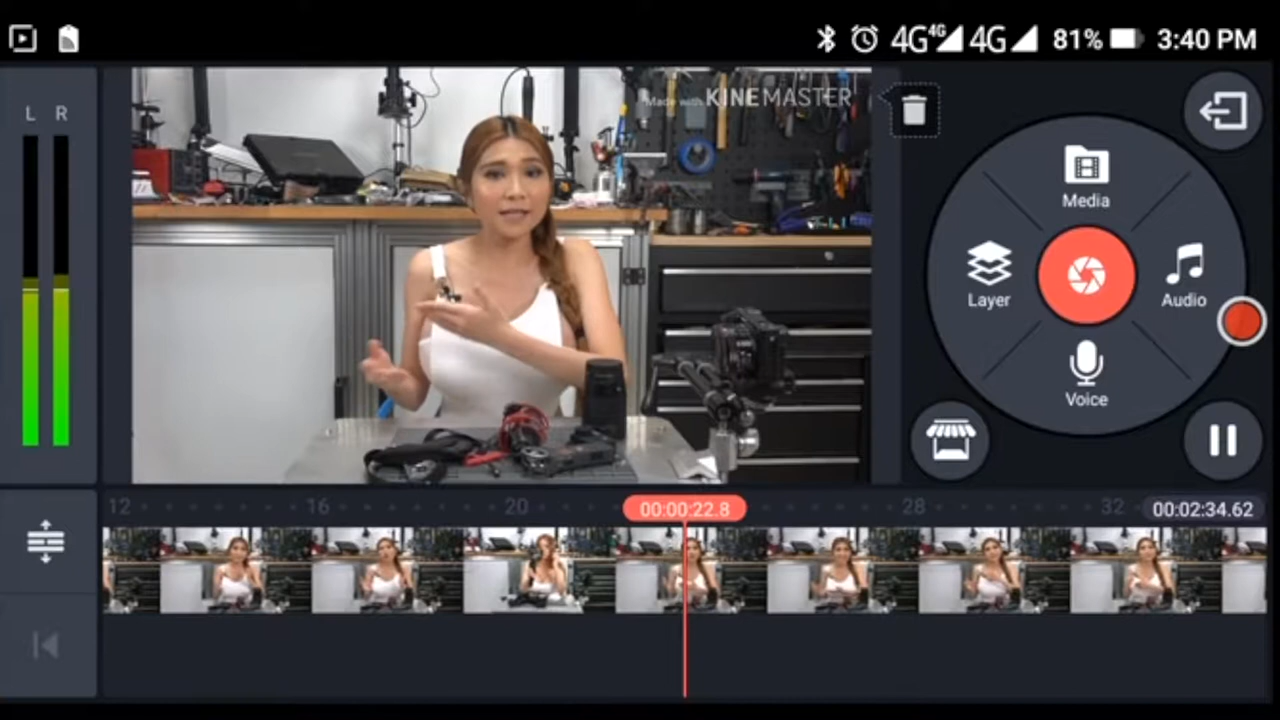 4G 4G 4G 81% 3:40 PM
L R
Made with KINEMASTER
Media
Layer
Audio
Voice
12 16 20 00:00:22.8 28 32 00:02:34.62